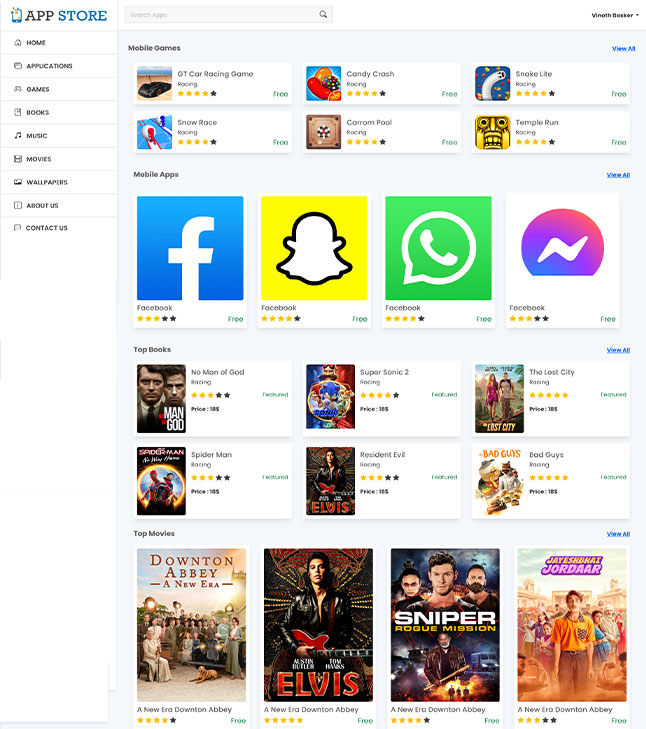 APP STORE
Search Apps
Vinoth Basker
HOME
APPLICATIONS
GAMES
BOOKS
MUSIC
MOVIES
WALLPAPERS
ABOUT US
CONTACT US
Mobile Games
View All
GT Car Racing Game
Racing
Free
Candy Crash
Racing
Free
Snake Lite
Racing
Free
Snow Race
Racing
Free
Carrom Pool
Racing
Free
Temple Run
Racing
Free
Mobile Apps
View All
Facebook
Free
Facebook
Free
Facebook
Free
Facebook
Free
Top Books
View All
No Man of God
Racing
Featured
Price : 18$
MAN
GOD
Super Sonic 2
Racing
Featured
Price : 18$
The Lost City
Racing
Featured
Price : 18$
THE LOST CITY
Spider Man
Racing
Featured
Price : 18$
SPIDER-MAN
No Way Home
Resident Evil
Racing
Featured
Price : 18$
ELVIS
Bad Guys
Racing
Featured
Price : 18$
BAD GUYS
Top Movies
View All
DOWNTON
ABBEY
A NEW ERA
A New Era Downton Abbey
Free
AUSTIN BUTLER
TOM HANKS
ELVIS
A New Era Downton Abbey
Free
SNIPER
ROGUE MISSION
A New Era Downton Abbey
Free
JAYESHBHAI
JORDAAR
A New Era Downton Abbey
Free